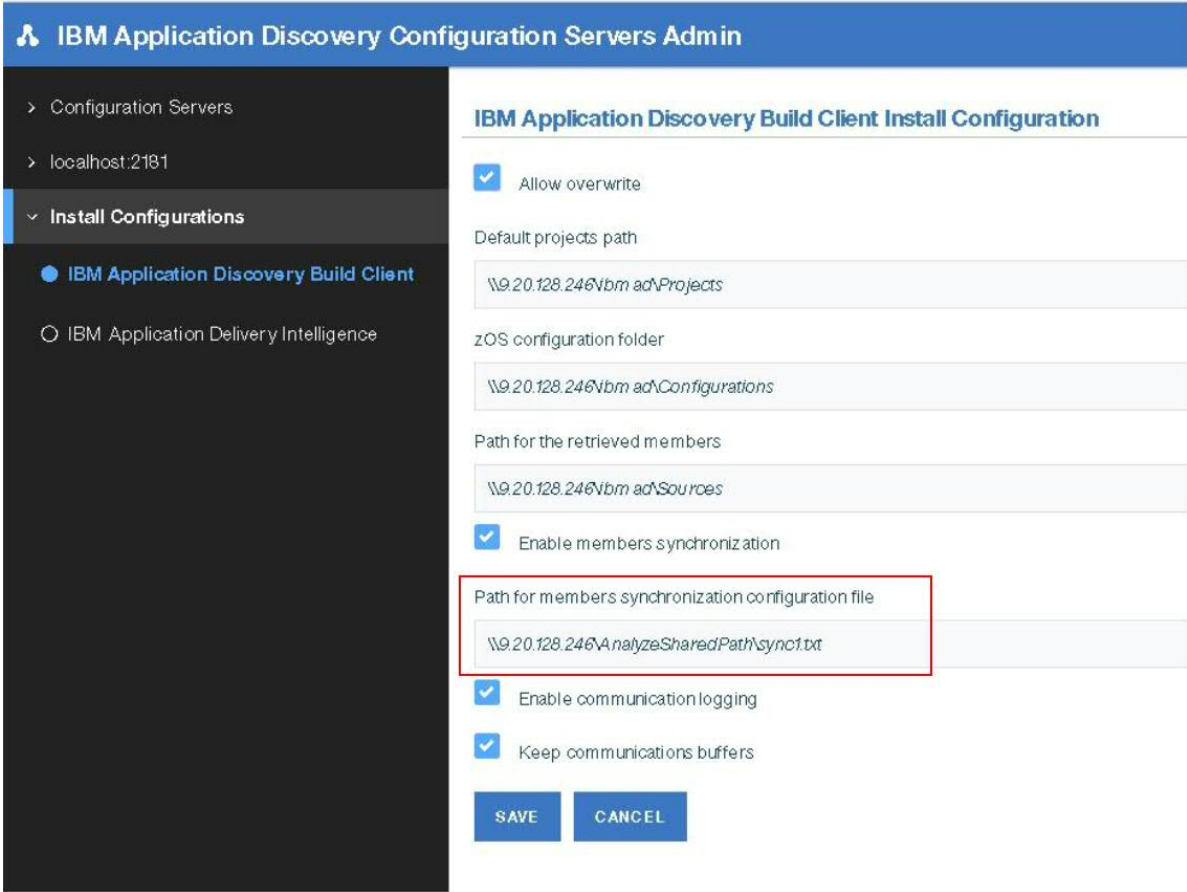 IBM Application Discovery Configuration Servers Admin
Configuration Servers
localhost:2181
Install Configurations
IBM Application Discovery Build Client
IBM Application Delivery Intelligence
IBM Application Discovery Build Client Install Configuration
Allow overwrite
Default projects path
\\9.20.128.246\ibm ad\Projects
zOS configuration folder
\\9.20.128.246\ibm ad\Configurations
Path for the retrieved members
\\9.20.128.246\ibm ad\Sources
Enable members synchronization
Path for members synchronization configuration file
\\9.20.128.246\AnalyzeSharedPath\sync1.txt
Enable communication logging
Keep communications buffers
SAVE CANCEL